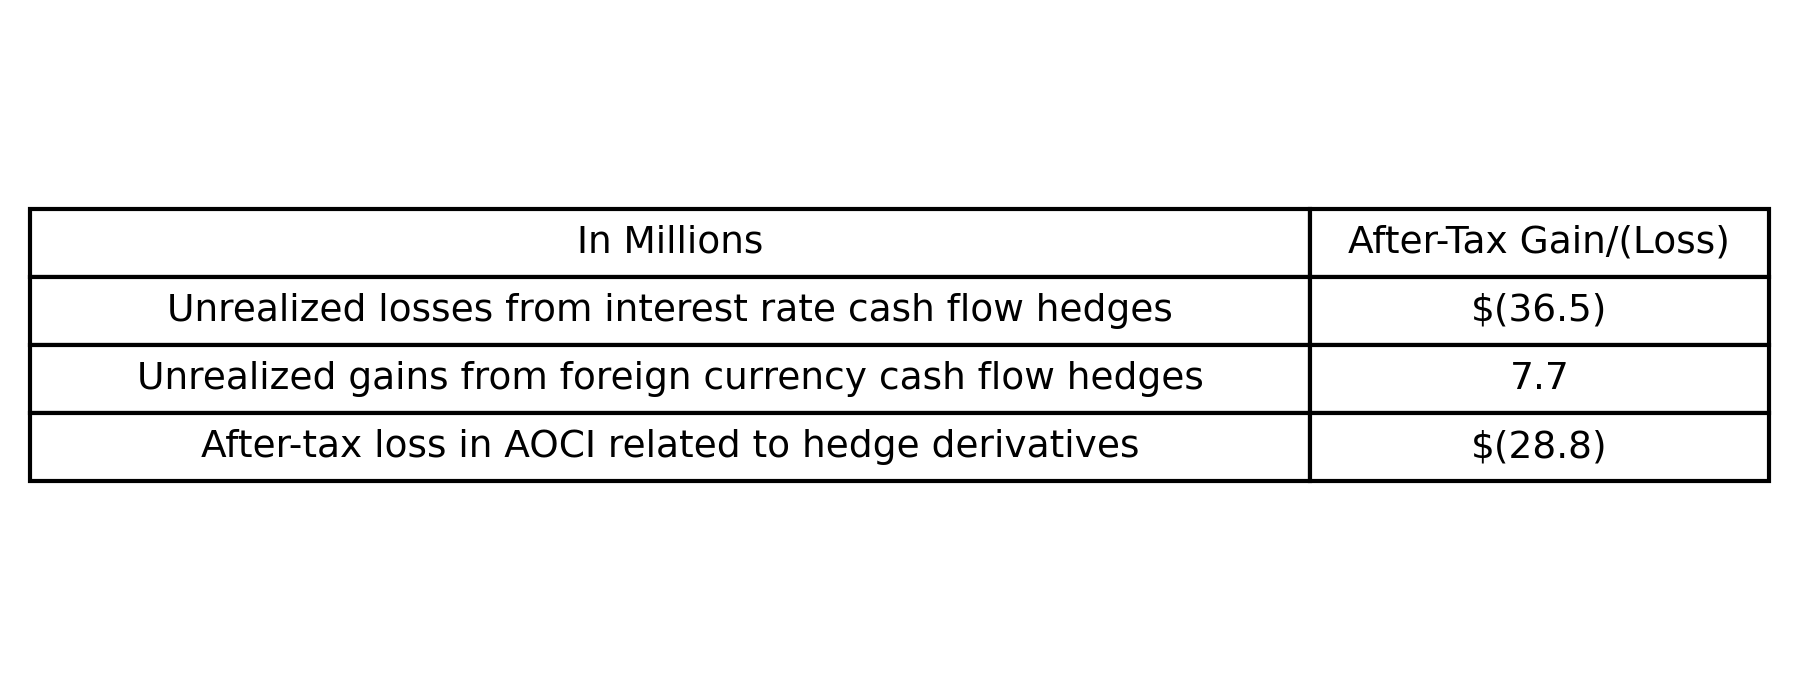 In Millions After-Tax Gain/(Loss)
Unrealized losses from interest rate cash flow hedges $(36.5)
Unrealized gains from foreign currency cash flow hedges 7.7
After-tax loss in AOCI related to hedge derivatives $(28.8)